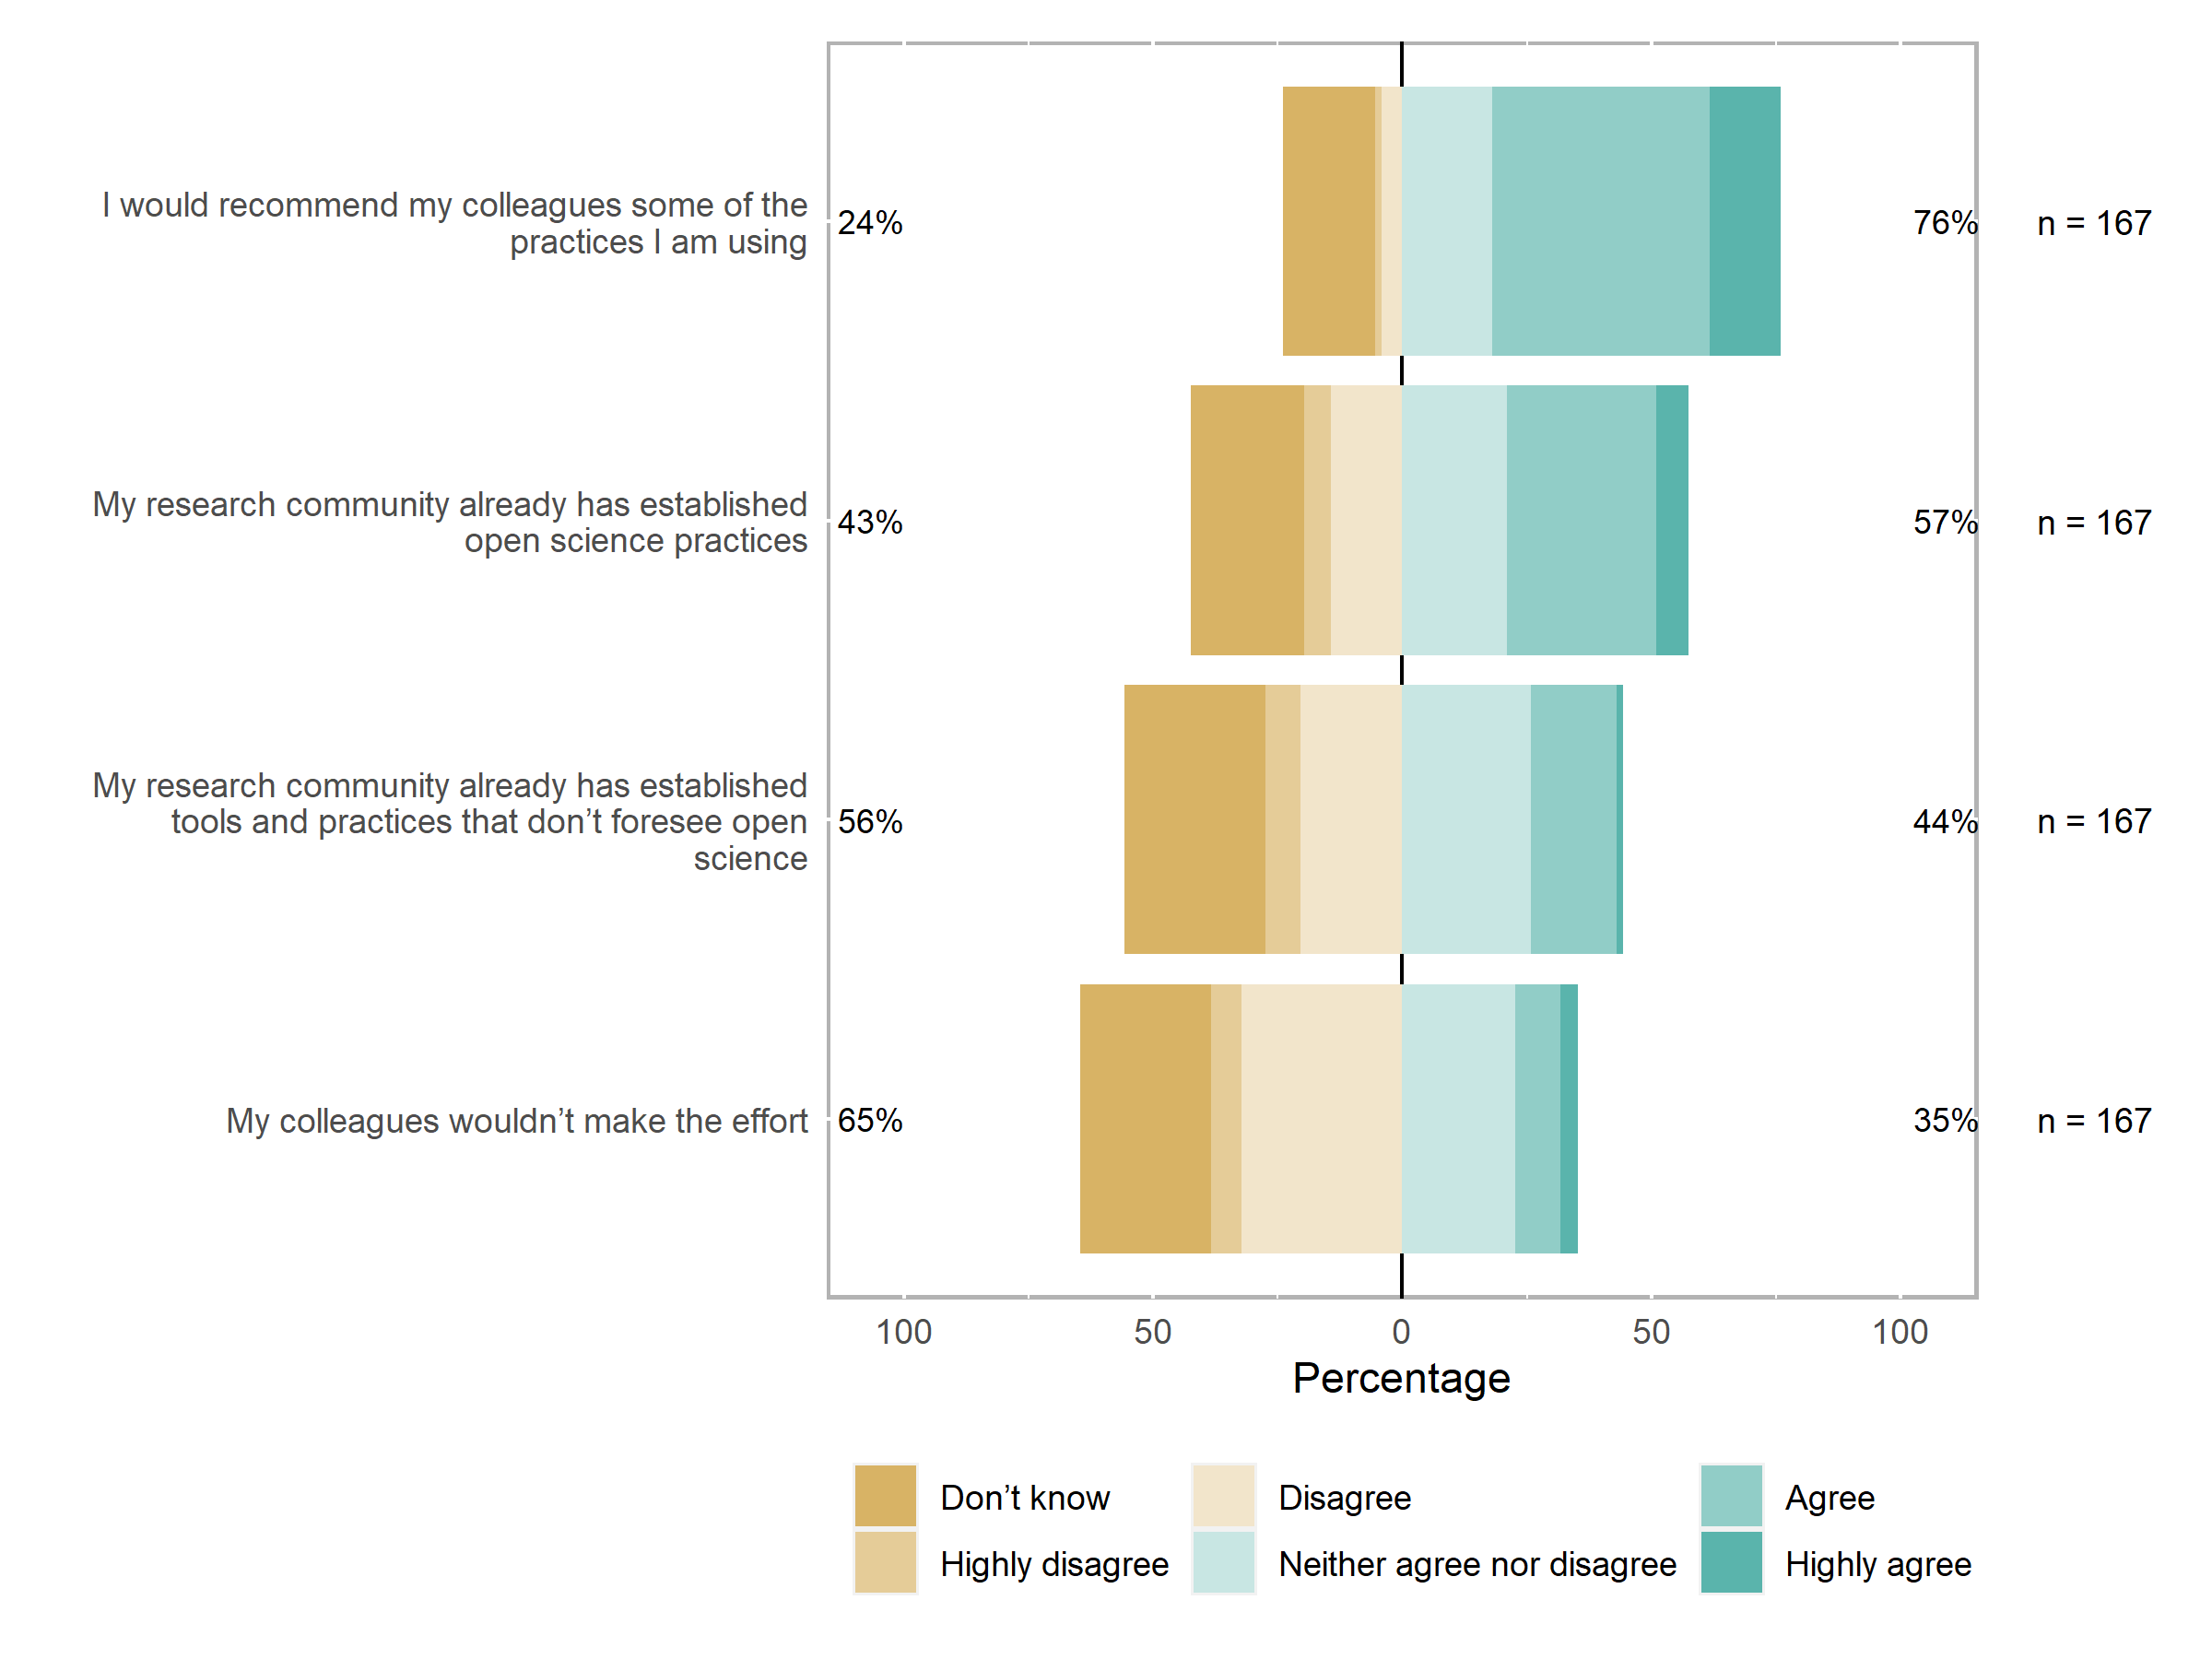 I would recommend my colleagues some of the
practices I am using
24%
76%
n = 167
My research community already has established
open science practices
43%
57%
n = 167
My research community already has established
tools and practices that don’t foresee open
science
56%
44%
n = 167
My colleagues wouldn’t make the effort
65%
35%
n = 167
100 50 0 50 100
Percentage
Don’t know Disagree Agree
Highly disagree Neither agree nor disagree Highly agree